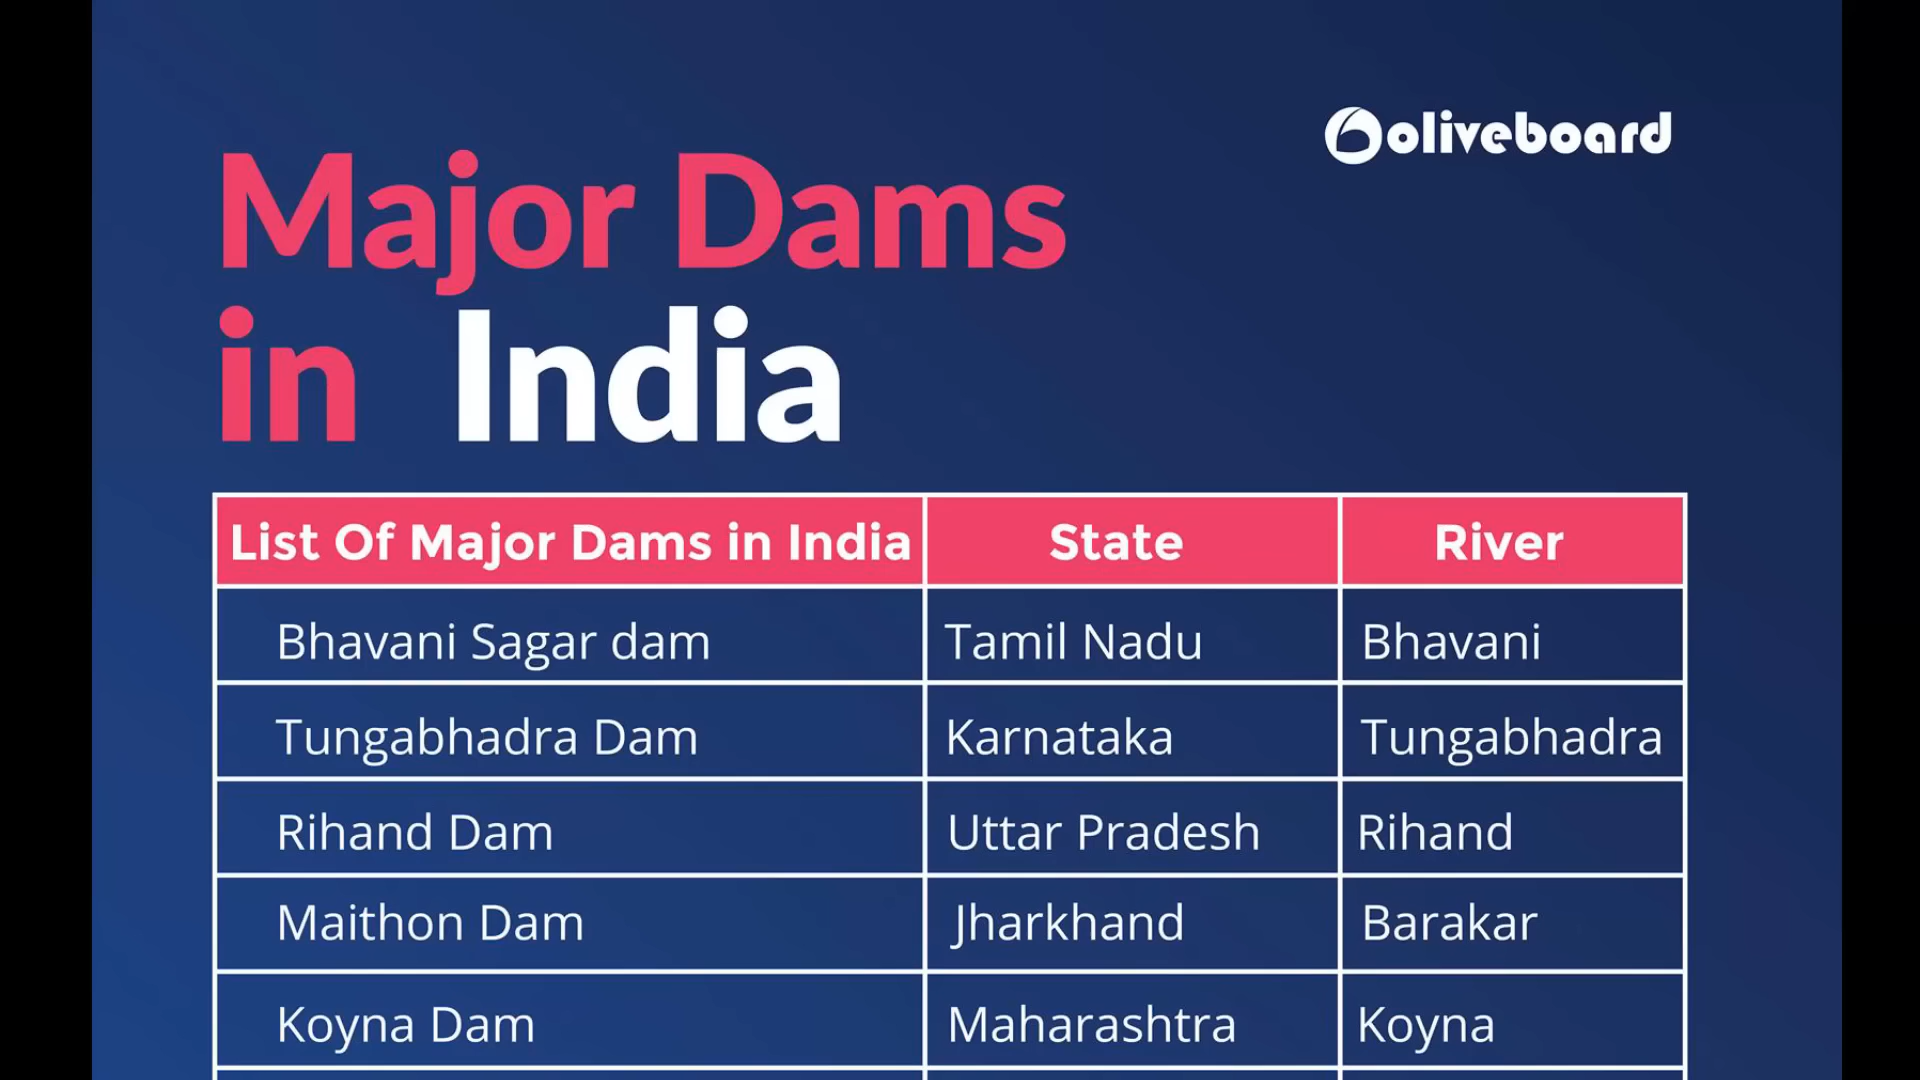 oliveboard
Major Dams
in India
List Of Major Dams in India State River
Bhavani Sagar dam Tamil Nadu Bhavani
Tungabhadra Dam Karnataka Tungabhadra
Rihand Dam Uttar Pradesh Rihand
Maithon Dam Jharkhand Barakar
Koyna Dam Maharashtra Koyna